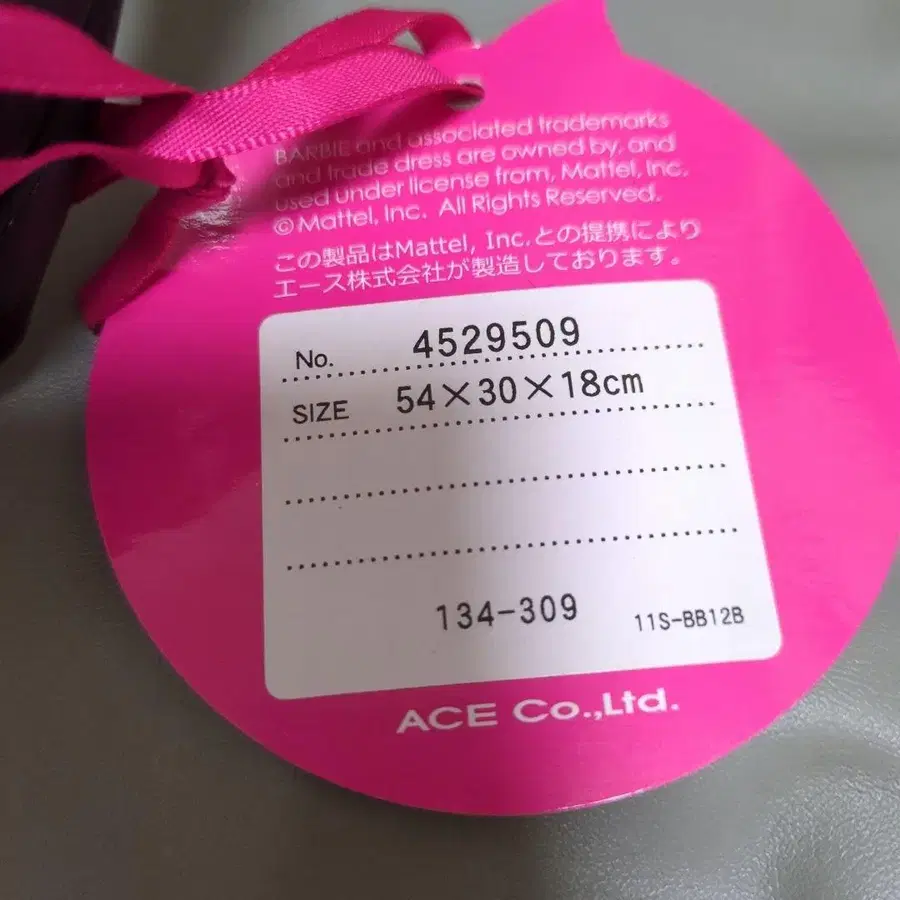 BARBIE and associated trademarks
and trade dress are owned by, and
used under license from, Mattel, Inc.
©Mattel, Inc. All Rights Reserved.
この製品はMattel, Inc.との提携により
エース株式会社が製造しております。
No. 4529509
SIZE 54×30×18cm
134-309 11S-BB12B
ACE Co.,Ltd.